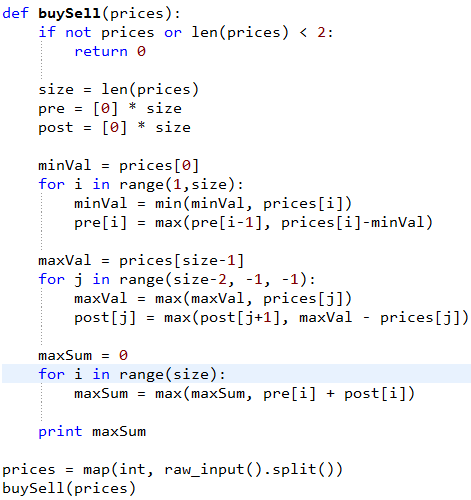 def buySell(prices):
    if not prices or len(prices) < 2:
        return 0

    size = len(prices)
    pre = [0] * size
    post = [0] * size

    minVal = prices[0]
    for i in range(1,size):
        minVal = min(minVal, prices[i])
        pre[i] = max(pre[i-1], prices[i]-minVal)

    maxVal = prices[size-1]
    for j in range(size-2, -1, -1):
        maxVal = max(maxVal, prices[j])
        post[j] = max(post[j+1], maxVal - prices[j])

    maxSum = 0
    for i in range(size):
        maxSum = max(maxSum, pre[i] + post[i])

    print maxSum

prices = map(int, raw_input().split())
buySell(prices)